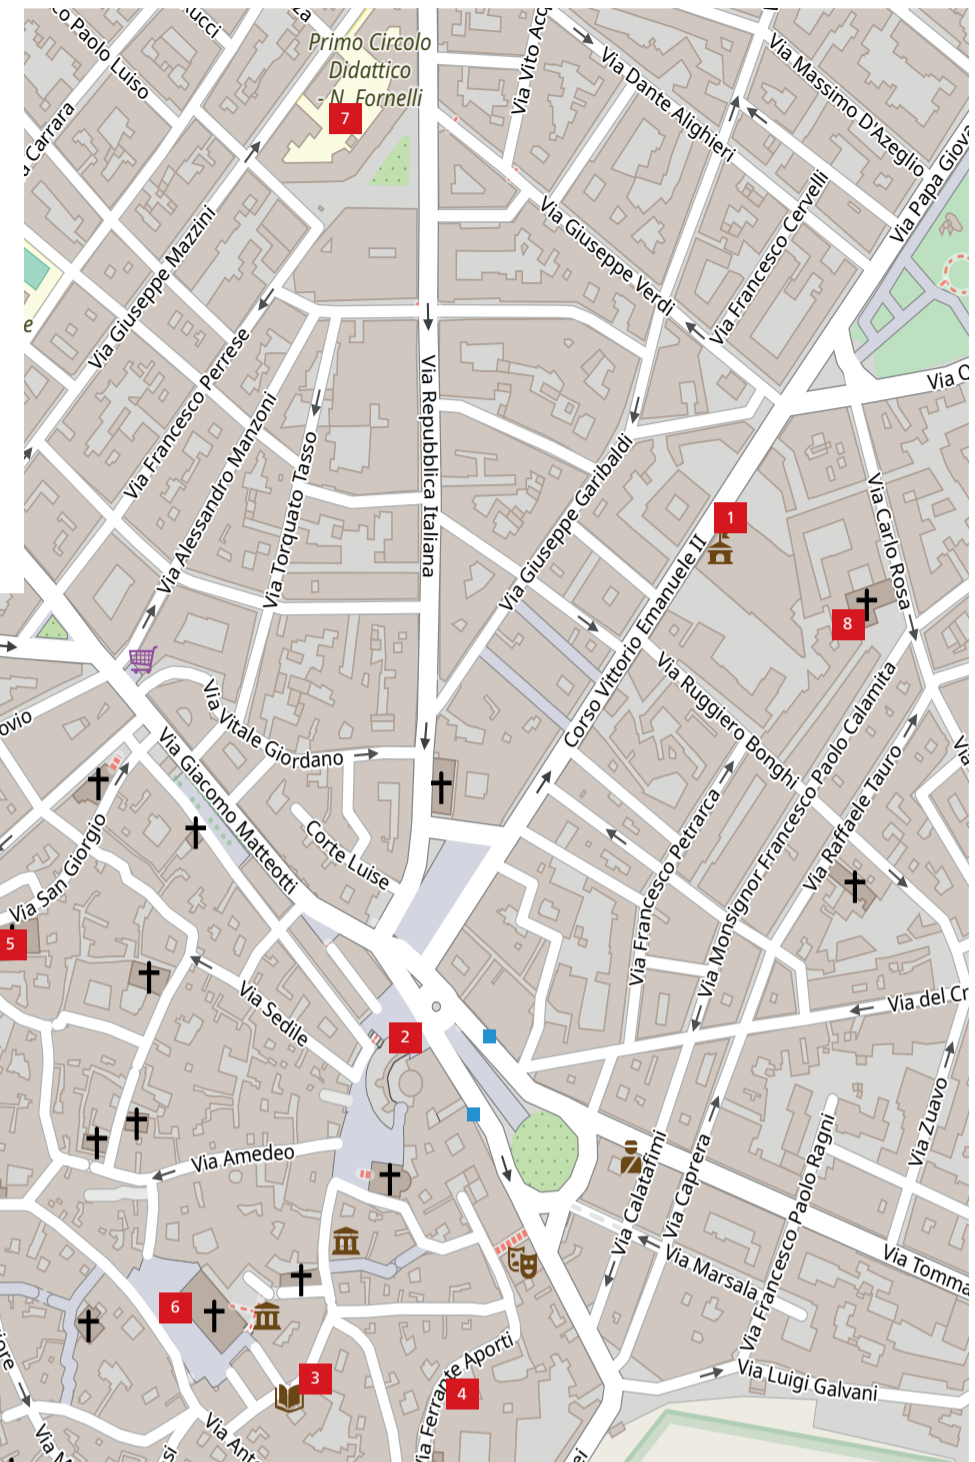 Paolo Luiso
Primo Circolo
Didattico
- N. Fornelli
7
Via Vito Acq
Via Dante Alighieri
Via Massimo D'Azeglio
Via Papa Giova
Carrara
Via Giuseppe Mazzini
Via Giuseppe Verdi
Via Francesco Cervelli
Via Francesco Perrese
Via Alessandro Manzoni
Via Torquato Tasso
Via Repubblica Italiana
Via Giuseppe Garibaldi
Corso Vittorio Emanuele II
1
Via Carlo Rosa
8
Via Ruggiero Bonghi
ovio
Via Vitale Giordano
Via Giacomo Matteotti
Corte Luise
Via San Giorgio
5
Via Francesco Petrarca
Via Monsignor Francesco Paolo Calamita
Via Raffaele Tauro
Via del Cr
Via Sedile
2
Via Amedeo
Via Zuavo
Via Calatafimi
Via Caprera
Via Francesco Paolo Ragni
Via Marsala
Via Tomma
6
3
4
Via Ferrante Aporti
Via Luigi Galvani
Via Anto